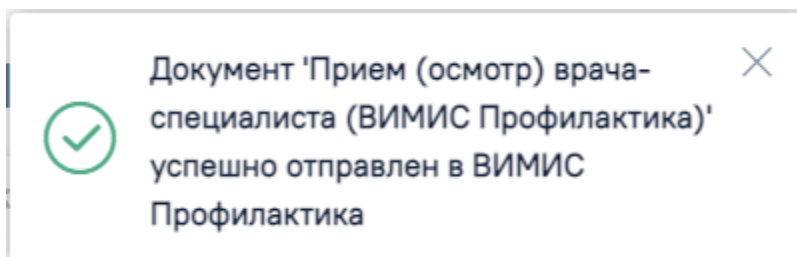 Документ 'Прием (осмотр) врача-
специалиста (ВИМИС Профилактика)'
успешно отправлен в ВИМИС
Профилактика